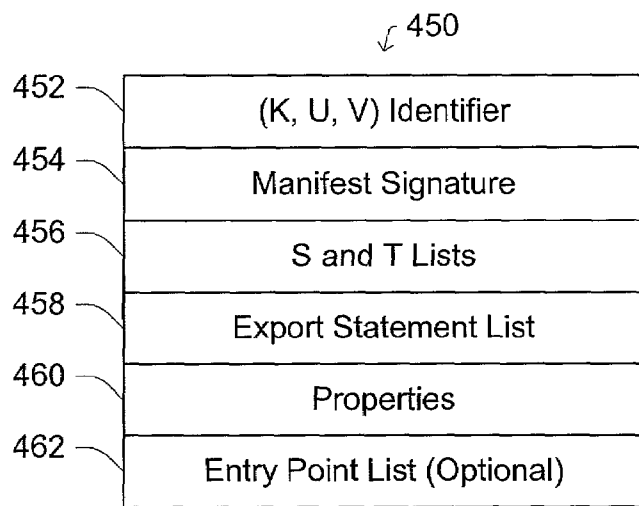 450
452
(K, U, V) Identifier
454
Manifest Signature
456
S and T Lists
458
Export Statement List
460
Properties
462
Entry Point List (Optional)